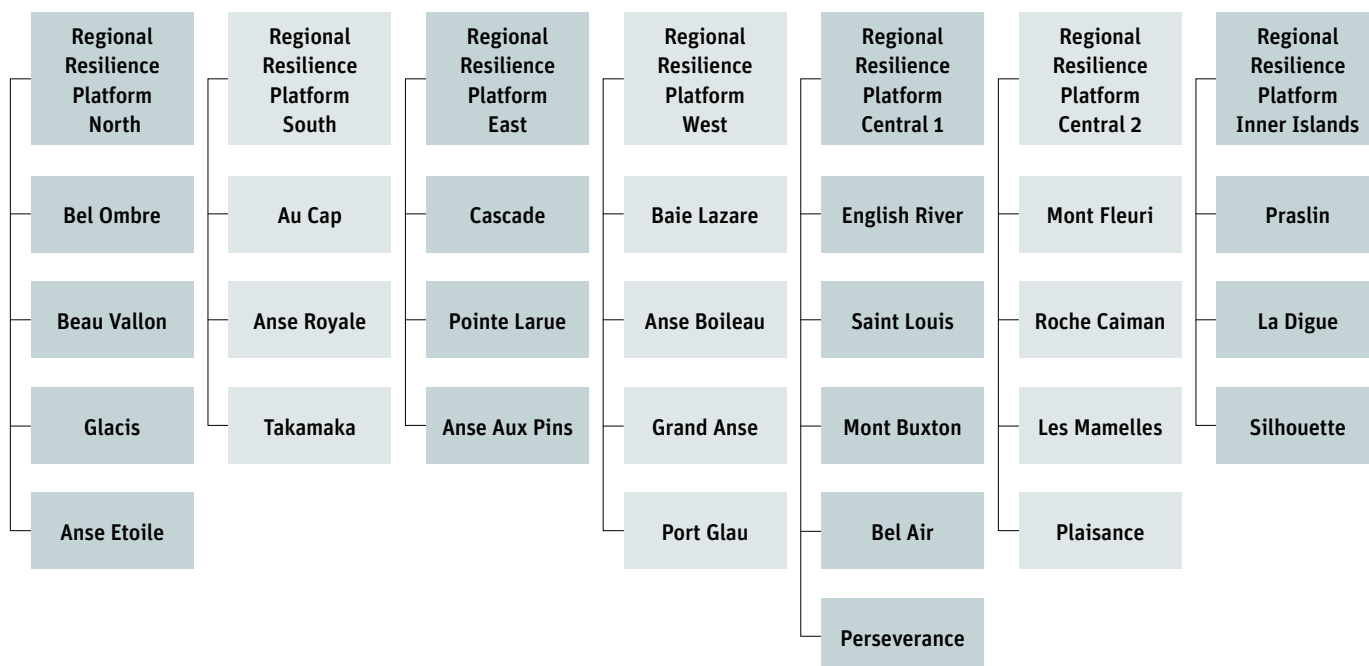 Regional
Resilience
Platform
North
Bel Ombre
Beau Vallon
Glacis
Anse Etoile
Regional
Resilience
Platform
South
Au Cap
Anse Royale
Takamaka
Regional
Resilience
Platform
East
Cascade
Pointe Larue
Anse Aux Pins
Regional
Resilience
Platform
West
Baie Lazare
Anse Boileau
Grand Anse
Port Glau
Regional
Resilience
Platform
Central 1
English River
Saint Louis
Mont Buxton
Bel Air
Perseverance
Regional
Resilience
Platform
Central 2
Mont Fleuri
Roche Caiman
Les Mamelles
Plaisance
Regional
Resilience
Platform
Inner Islands
Praslin
La Digue
Silhouette